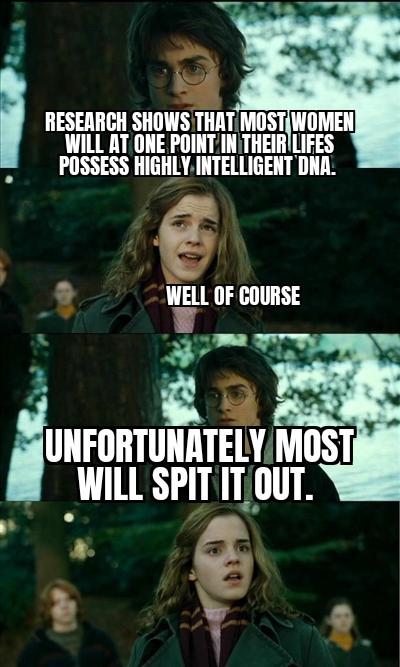 RESEARCH SHOWS THAT MOST WOMEN
WILL AT ONE POINT IN THEIR LIFES
POSSESS HIGHLY INTELLIGENT DNA.
WELL OF COURSE
UNFORTUNATELY MOST
WILL SPIT IT OUT.